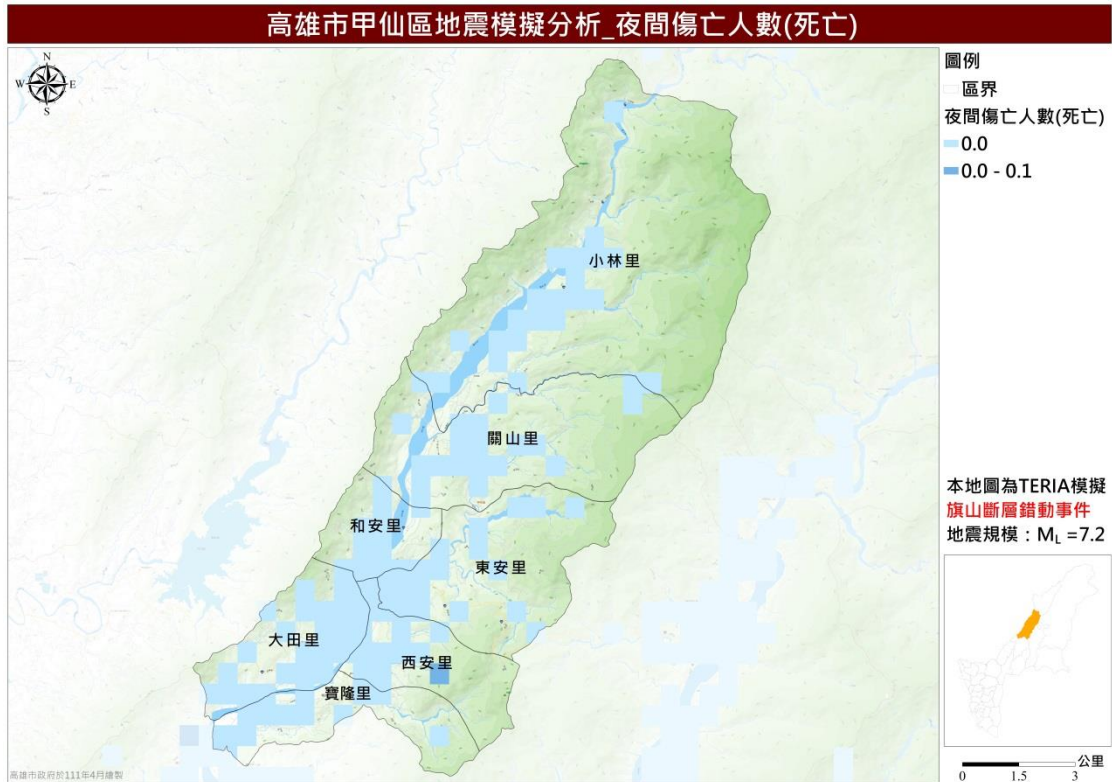 高雄市甲仙區地震模擬分析_夜間傷亡人數(死亡)
N
W
E
S
圖例
區界
夜間傷亡人數(死亡)
0.0
0.0 - 0.1
小林里
關山里
和安里
東安里
大田里
西安里
寶隆里
本地圖為TERIA模擬
旗山斷層錯動事件
地震規模：ML =7.2
公里
0 1.5 3
高雄市政府於111年4月繪製